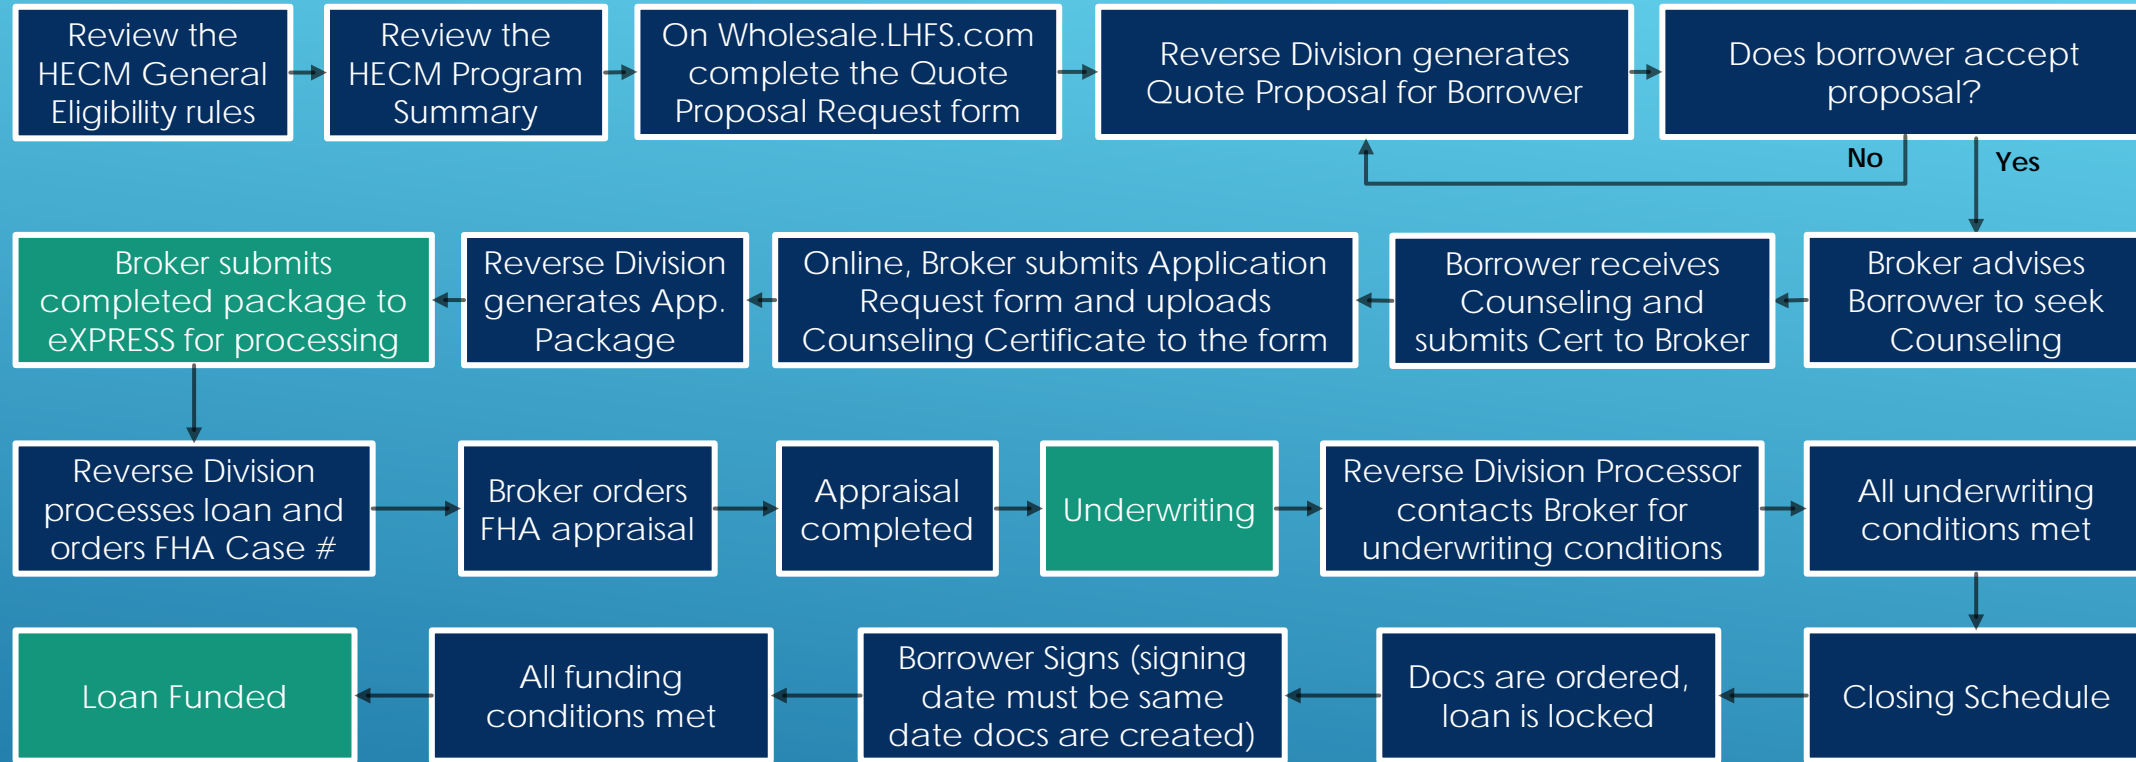 Review the
HECM General
Eligibility rules
Review the
HECM Program
Summary
On Wholesale.LHFS.com
complete the Quote
Proposal Request form
Reverse Division generates
Quote Proposal for Borrower
Does borrower accept
proposal?
No
Yes
Broker advises
Borrower to seek
Counseling
Borrower receives
Counseling and
submits Cert to Broker
Online, Broker submits Application
Request form and uploads
Counseling Certificate to the form
Reverse Division
generates App.
Package
Broker submits
completed package to
eXPRESS for processing
Reverse Division
processes loan and
orders FHA Case #
Broker orders
FHA appraisal
Appraisal
completed
Underwriting
Reverse Division Processor
contacts Broker for
underwriting conditions
All underwriting
conditions met
Closing Schedule
Docs are ordered,
loan is locked
Borrower Signs (signing
date must be same
date docs are created)
All funding
conditions met
Loan Funded